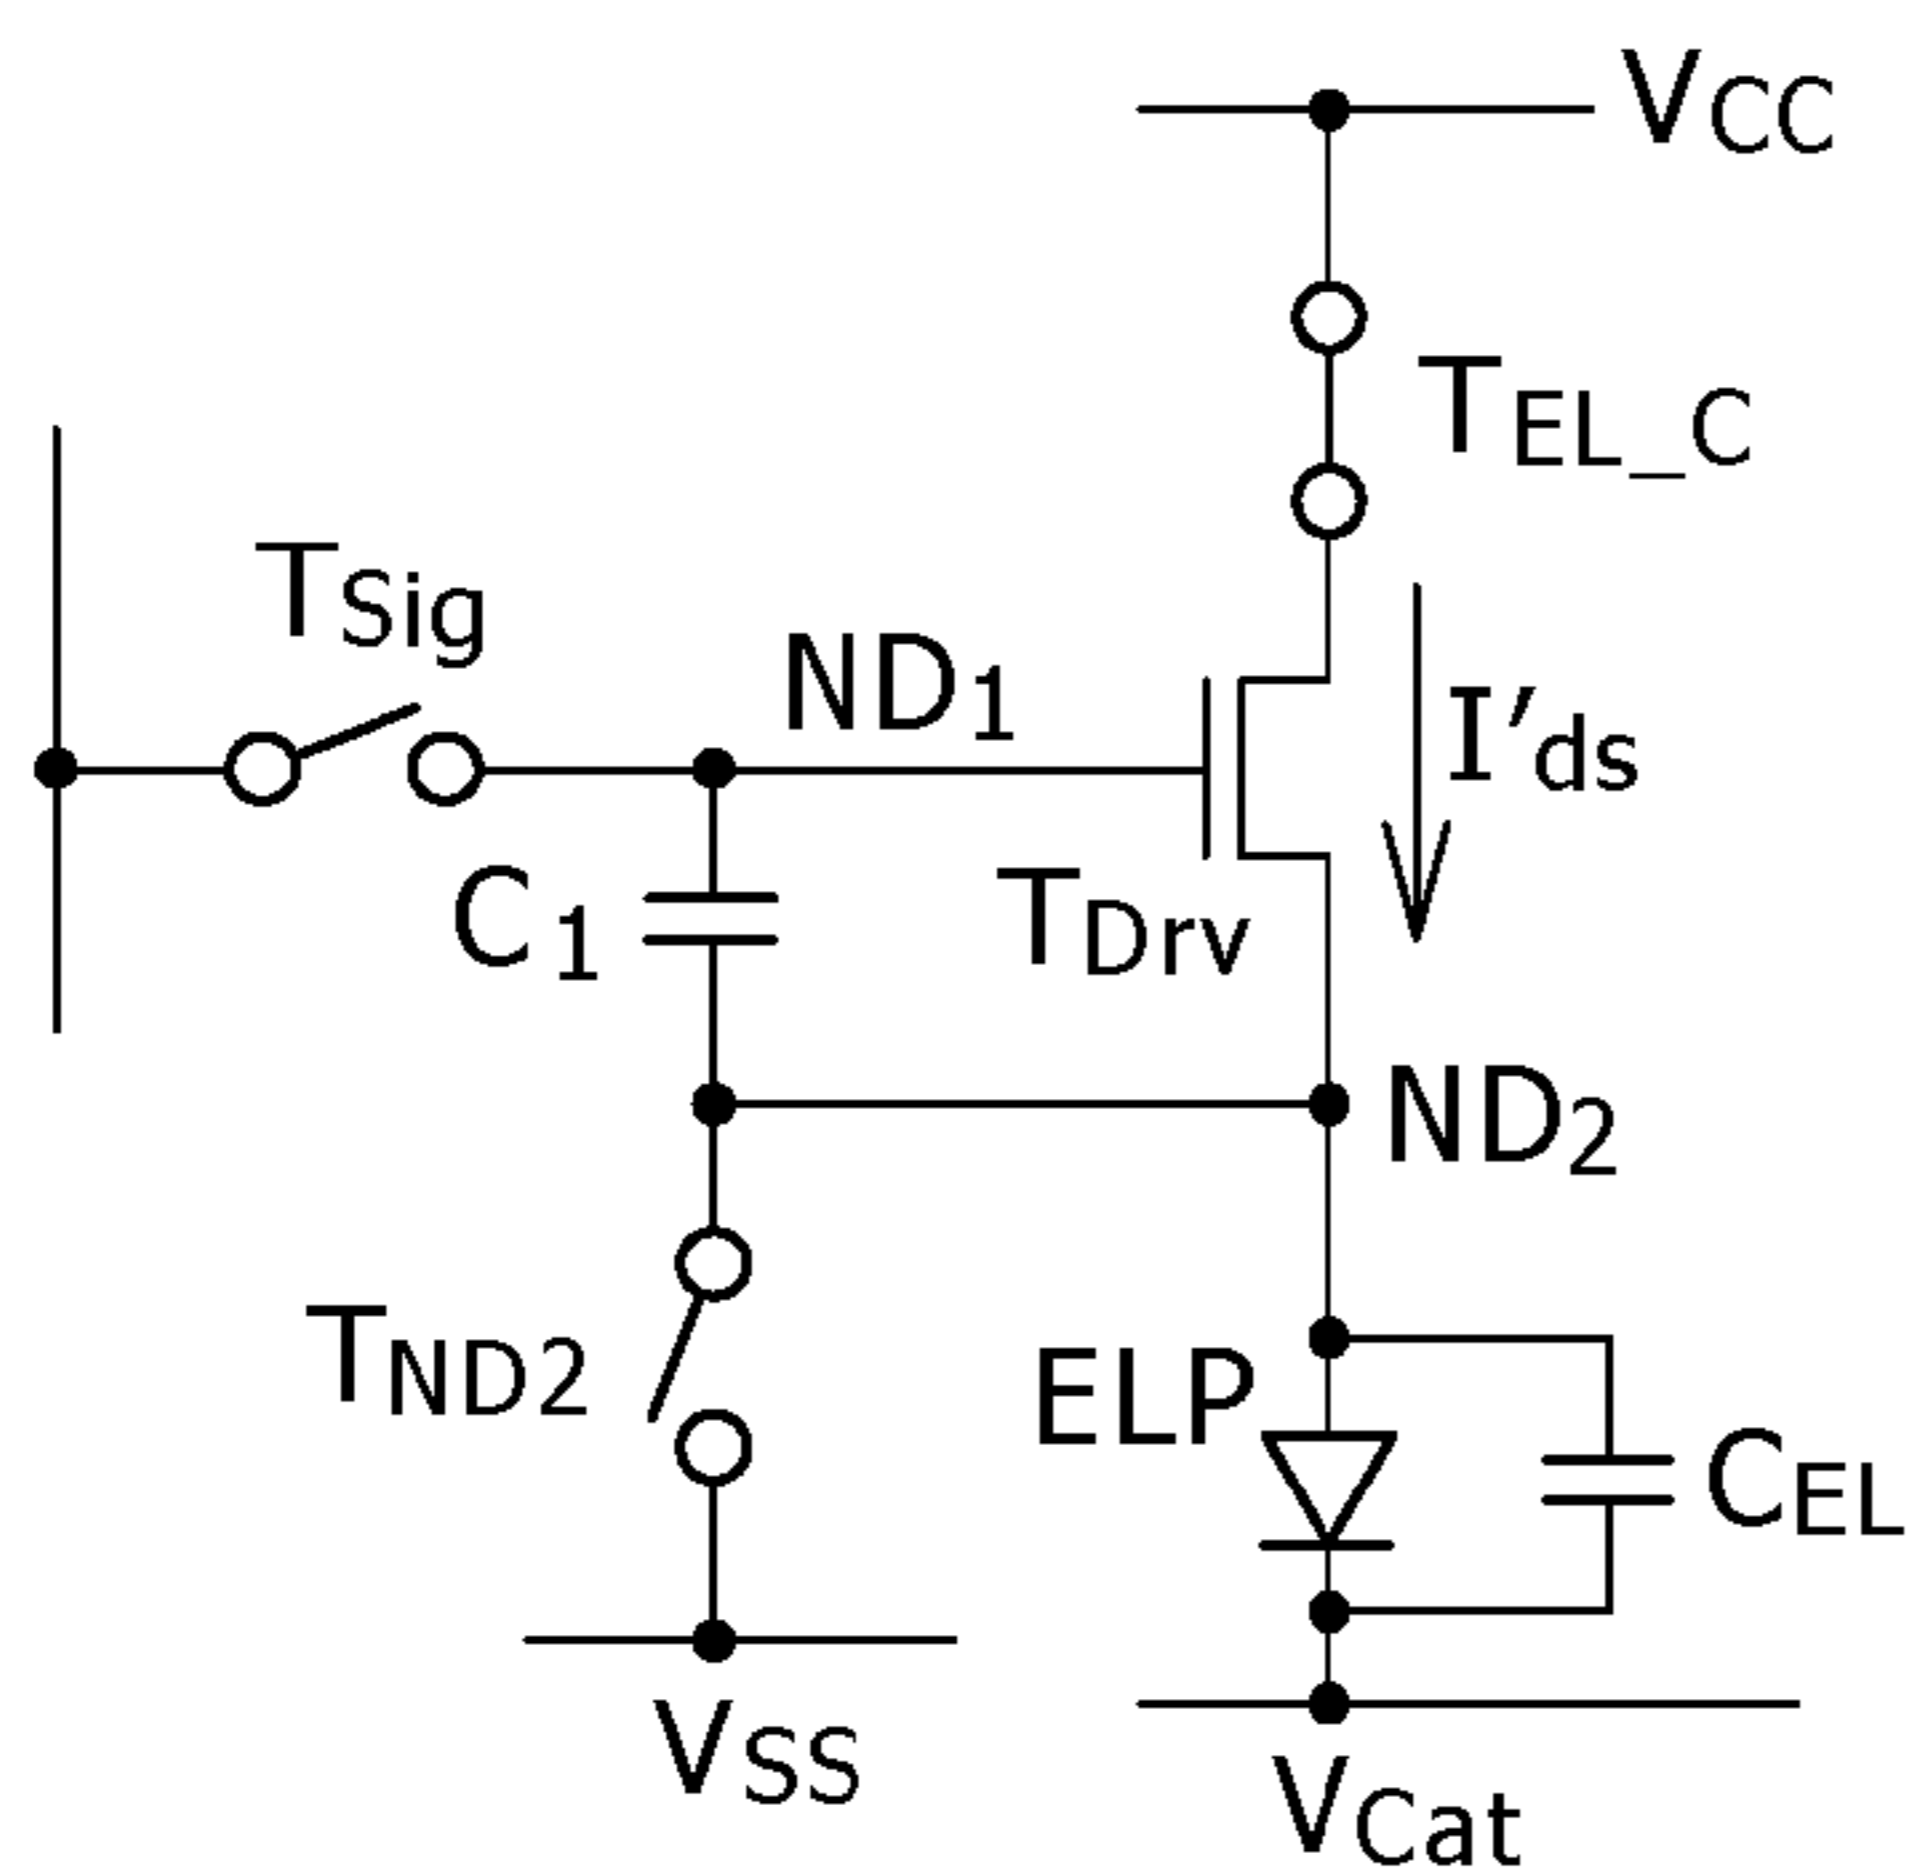 VCC
TEL_C
TSig
ND1
I'ds
C1
TDrv
ND2
TND2
ELP
CEL
VSS
VCat